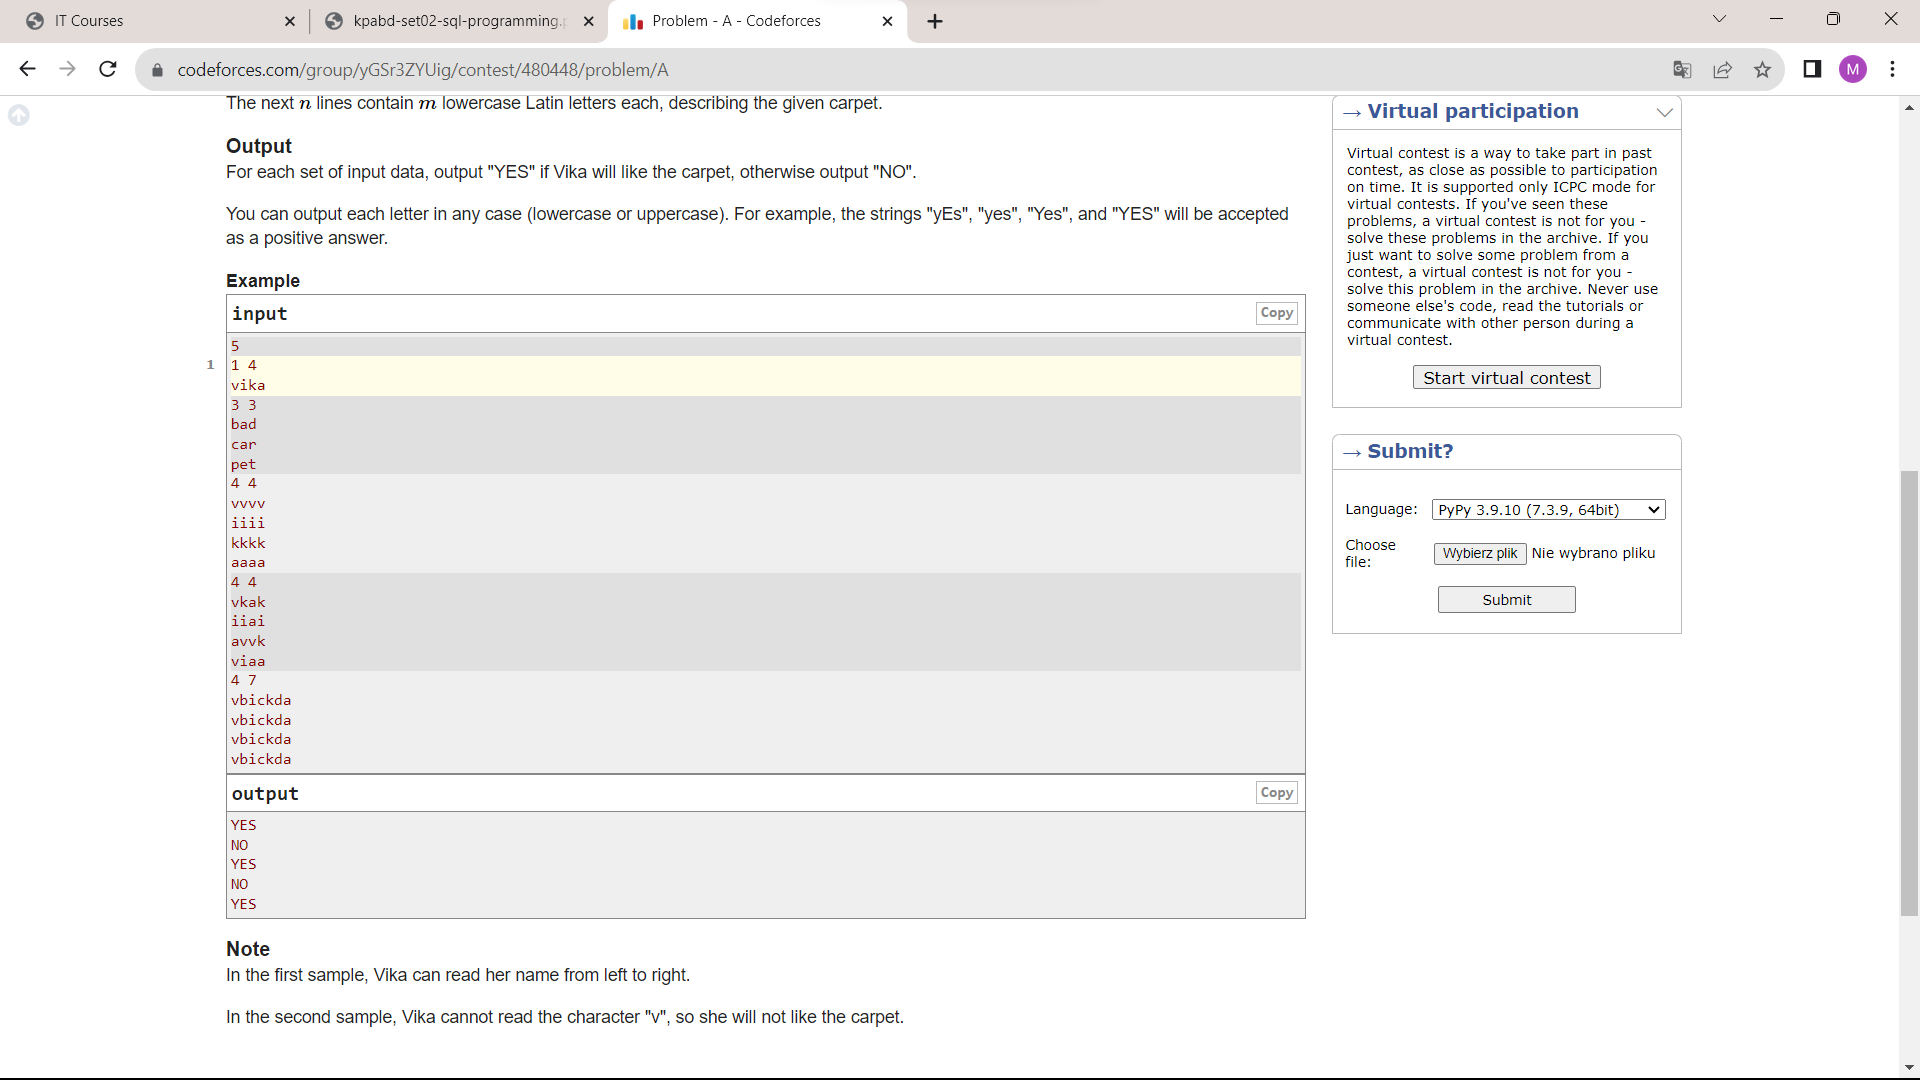 IT Courses
kpabd-set02-sql-programming.p
Problem - A - Codeforces
codeforces.com/group/yGSr3ZYUig/contest/480448/problem/A
M
The next n lines contain m lowercase Latin letters each, describing the given carpet.
Output
For each set of input data, output "YES" if Vika will like the carpet, otherwise output "NO".
You can output each letter in any case (lowercase or uppercase). For example, the strings "yEs", "yes", "Yes", and "YES" will be accepted
as a positive answer.
Example
input
Copy
5
1
1 4
vika
3 3
bad
car
pet
4 4
vvvv
iiii
kkkk
aaaa
4 4
vkak
iiai
avvk
viaa
4 7
vbickda
vbickda
vbickda
vbickda
output
Copy
YES
NO
YES
NO
YES
Note
In the first sample, Vika can read her name from left to right.
In the second sample, Vika cannot read the character "v", so she will not like the carpet.
→ Virtual participation
Virtual contest is a way to take part in past
contest, as close as possible to participation
on time. It is supported only ICPC mode for
virtual contests. If you've seen these
problems, a virtual contest is not for you -
solve these problems in the archive. If you
just want to solve some problem from a
contest, a virtual contest is not for you -
solve this problem in the archive. Never use
someone else's code, read the tutorials or
communicate with other person during a
virtual contest.
Start virtual contest
→ Submit?
Language:
PyPy 3.9.10 (7.3.9, 64bit)
Choose
file:
Wybierz plik
Nie wybrano pliku
Submit